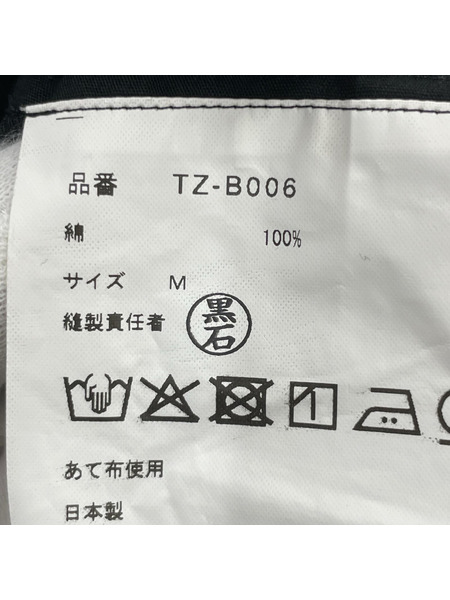 品番 TZ-B006
綿 100%
サイズ M
縫製責任者 黒石
あて布使用
日本製